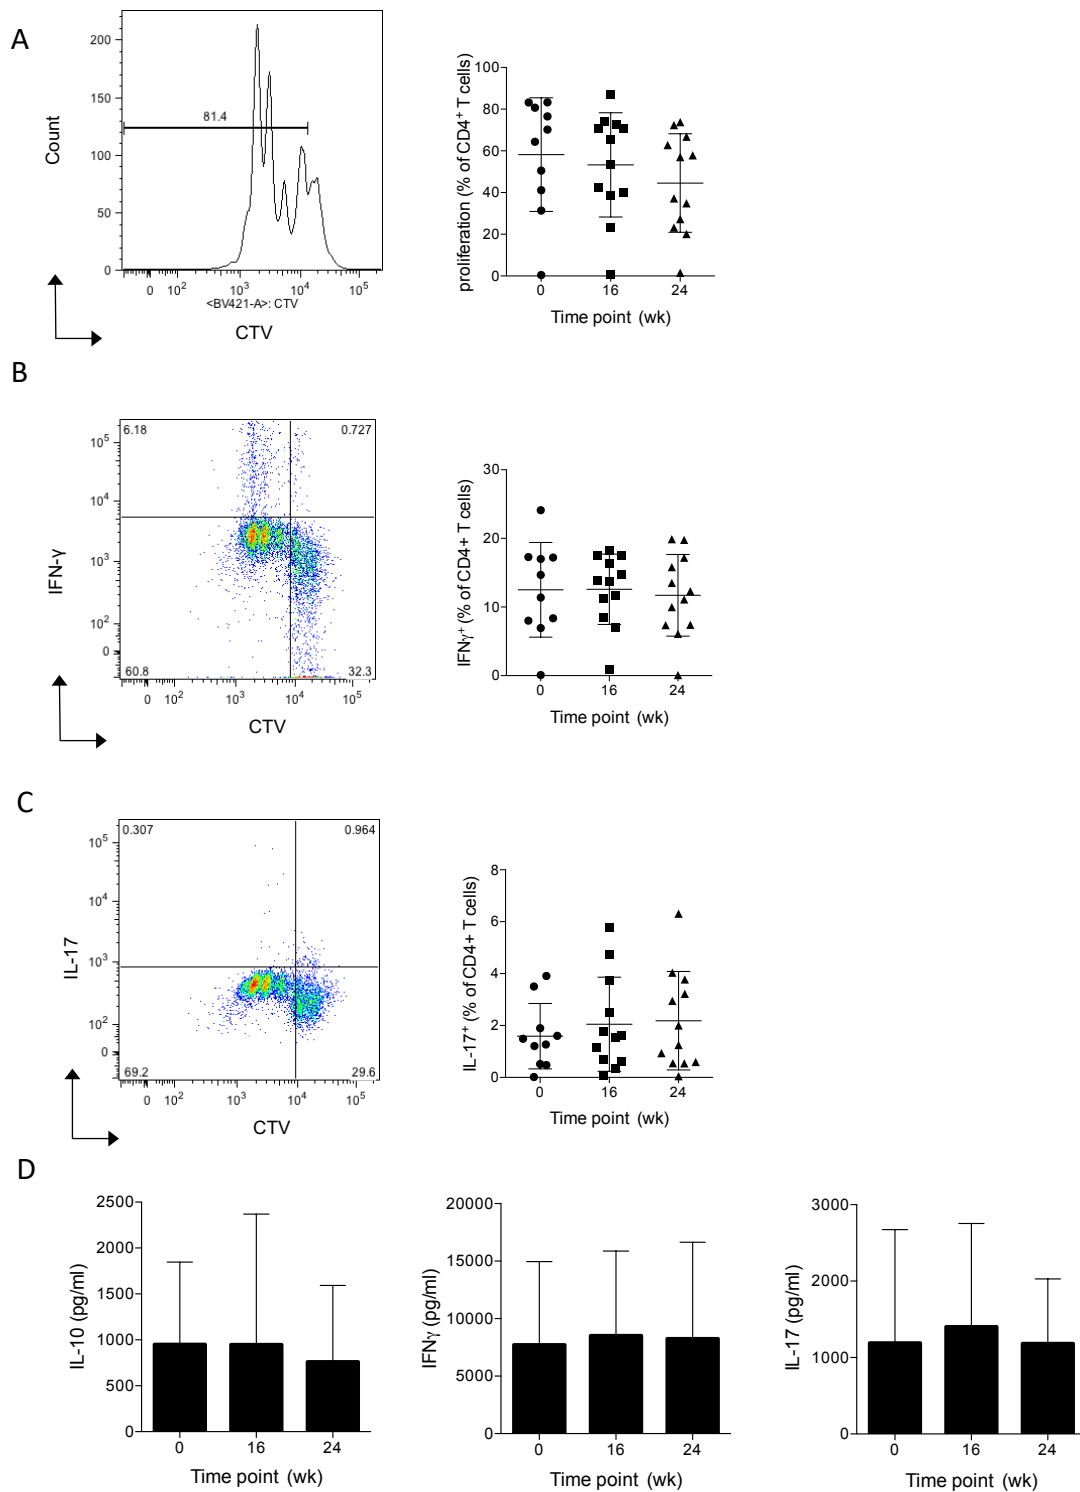 A
200
150
100
50
0
Count
81.4
0 10² 10³ 10⁴ 10⁵
<BV421-A>: CTV
CTV
100
80
60
40
20
0
proliferation (% of CD4⁺ T cells)
0 16 24
Time point (wk)
B
6.18 0.727
10⁵
10⁴
10³
10²
0
IFN-γ
60.8 32.3
0 10² 10³ 10⁴ 10⁵
CTV
30
20
10
0
IFNγ⁺ (% of CD4+ T cells)
0 16 24
Time point (wk)
C
0.307 0.964
10⁵
10⁴
10³
10²
0
IL-17
69.2 29.6
0 10² 10³ 10⁴ 10⁵
CTV
8
6
4
2
0
IL-17⁺ (% of CD4+ T cells)
0 16 24
Time point (wk)
D
2500
2000
1500
1000
500
0
IL-10 (pg/ml)
0 16 24
Time point (wk)
20000
15000
10000
5000
0
IFNγ (pg/ml)
0 16 24
Time point (wk)
3000
2000
1000
0
IL-17 (pg/ml)
0 16 24
Time point (wk)